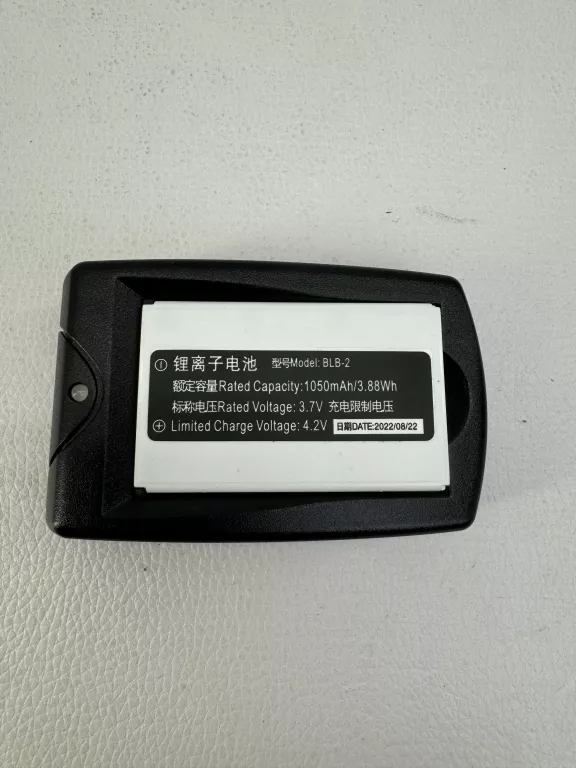 锂离子电池 型号Model: BLB-2
额定容量Rated Capacity:1050mAh/3.88Wh
标称电压Rated Voltage: 3.7V 充电限制电压
Limited Charge Voltage: 4.2V 日期DATE:2022/08/22